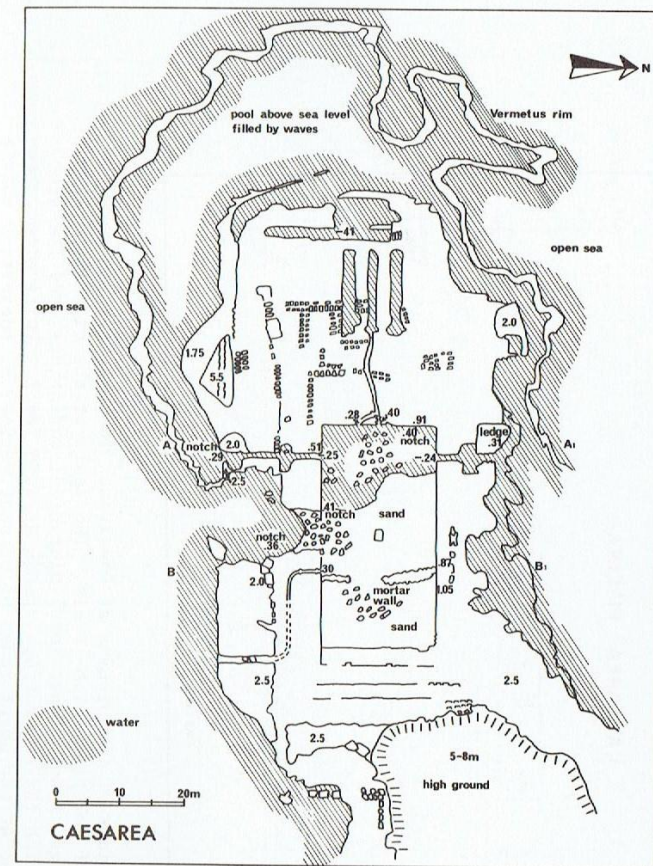 N
pool above sea level
filled by waves
Vermetus rim
open sea
open sea
-.41
2.0
1.75
5.5
.28
.40
.91
.40
notch
ledge
.31
A
notch
.29
2.0
.51
.25
-.24
A₁
2.5
.41
notch
sand
notch
.36
B
2.0
.30
.87
B₁
mortar
wall
1.05
sand
2.5
2.5
water
2.5
5-8m
high ground
0 10 20m
CAESAREA